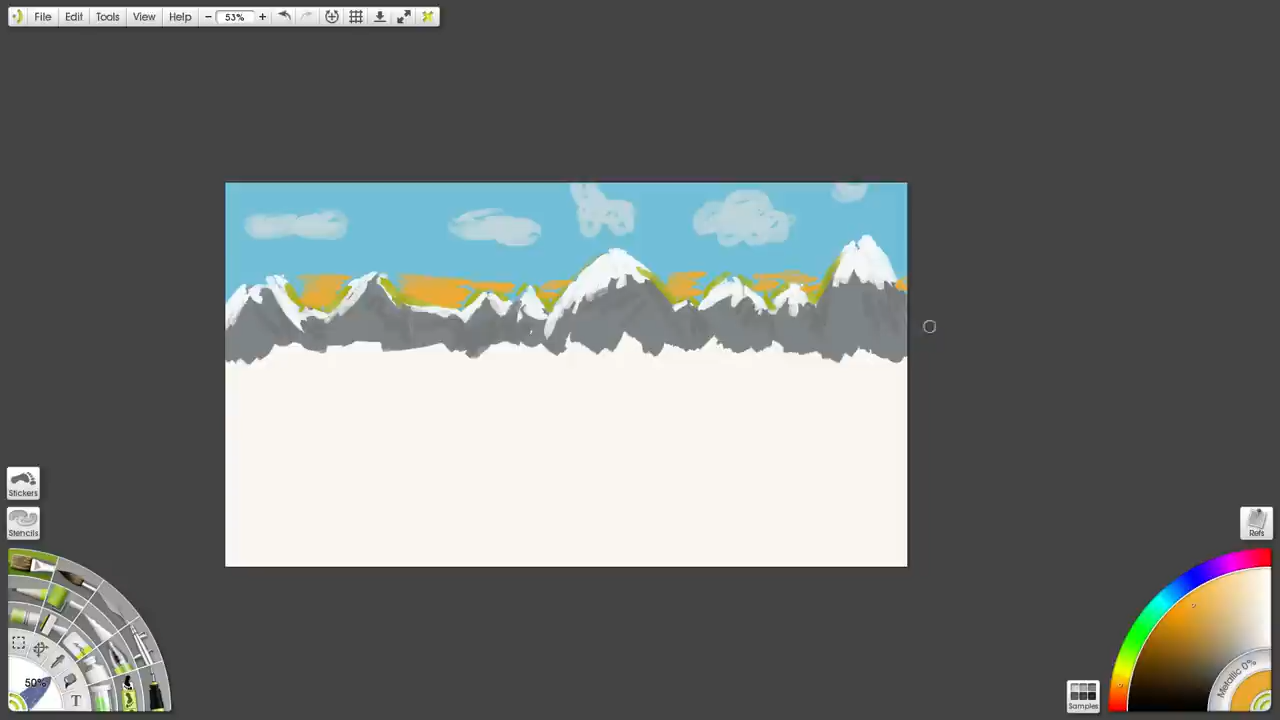 File Edit Tools View Help − 53% +
Stickers
Stencils
Refs
50%
T
Metallic 0%
Samples